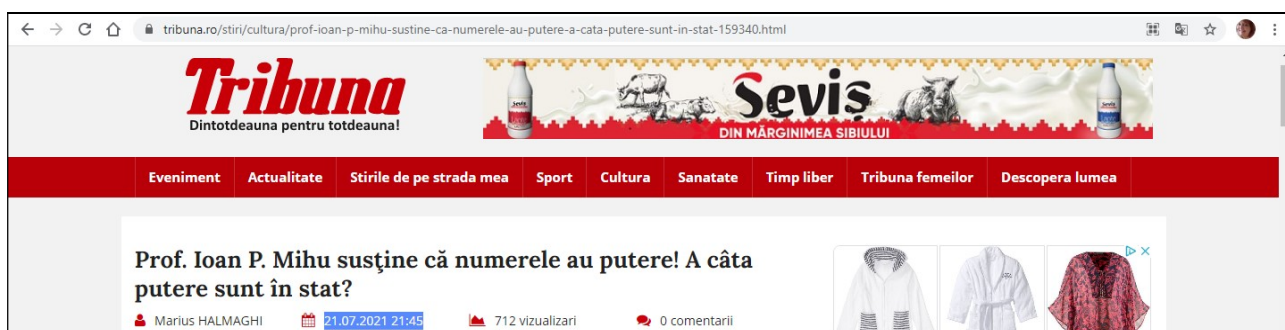 tribuna.ro/stiri/cultura/prof-ioan-p-mihu-sustine-ca-numerele-au-putere-a-cata-putere-sunt-in-stat-159340.html
Tribuna
Dintotdeauna pentru totdeauna!
Seviș
DIN MĂRGINIMEA SIBIULUI
Eveniment Actualitate Stirile de pe strada mea Sport Cultura Sanatate Timp liber Tribuna femeilor Descopera lumea
Prof. Ioan P. Mihu susţine că numerele au putere! A câta
putere sunt în stat?
Marius HALMAGHI 21.07.2021 21:45 712 vizualizari 0 comentarii